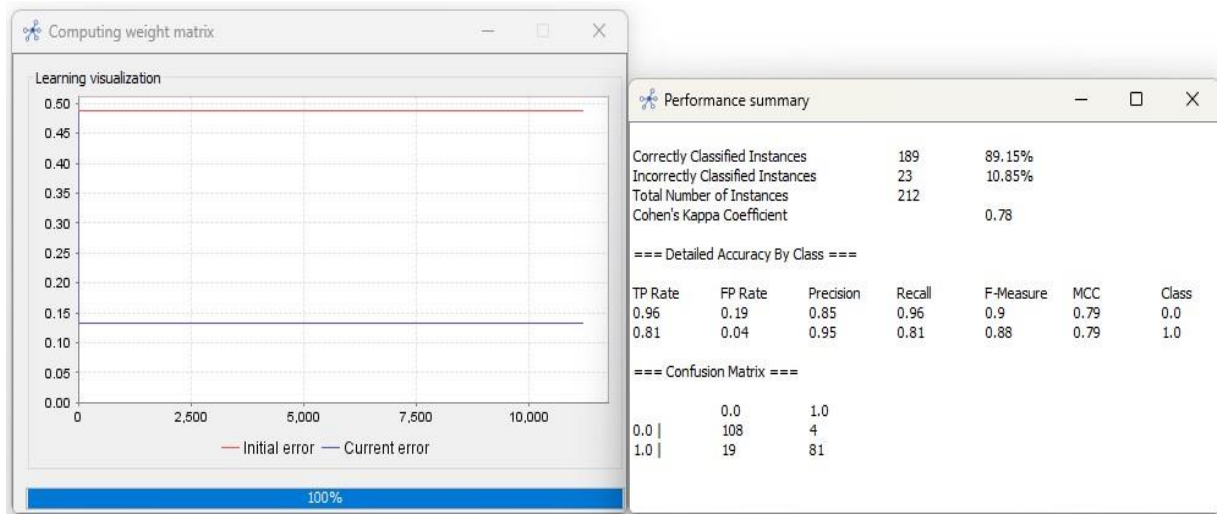 Computing weight matrix
Learning visualization
0.50
0.45
0.40
0.35
0.30
0.25
0.20
0.15
0.10
0.05
0.00
0 2,500 5,000 7,500 10,000
Initial error Current error
100%
Performance summary
Correctly Classified Instances 189 89.15%
Incorrectly Classified Instances 23 10.85%
Total Number of Instances 212
Cohen's Kappa Coefficient 0.78
=== Detailed Accuracy By Class ===
TP Rate FP Rate Precision Recall F-Measure MCC Class
0.96 0.19 0.85 0.96 0.9 0.79 0.0
0.81 0.04 0.95 0.81 0.88 0.79 1.0
=== Confusion Matrix ===
0.0 1.0
0.0 | 108 4
1.0 | 19 81